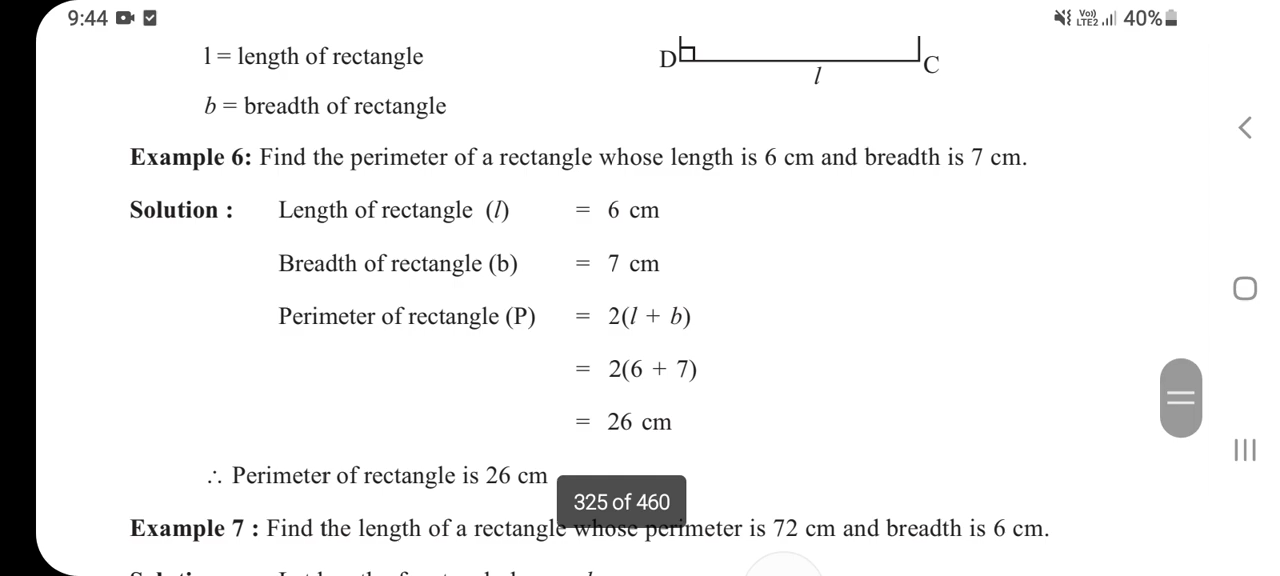 9:44 Vo)) LTE2 40%
l = length of rectangle
D l C
b = breadth of rectangle
Example 6: Find the perimeter of a rectangle whose length is 6 cm and breadth is 7 cm.
Solution : Length of rectangle (l) = 6 cm
Breadth of rectangle (b) = 7 cm
Perimeter of rectangle (P) = 2(l + b)
= 2(6 + 7)
= 26 cm
∴ Perimeter of rectangle is 26 cm
325 of 460
Example 7 : Find the length of a rectangle whose perimeter is 72 cm and breadth is 6 cm.